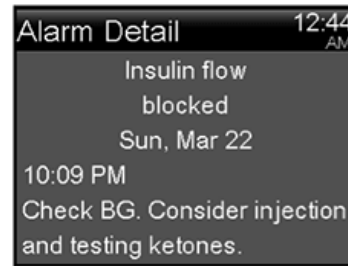 Alarm Detail 12:44
AM
Insulin flow
blocked
Sun, Mar 22
10:09 PM
Check BG. Consider injection
and testing ketones.